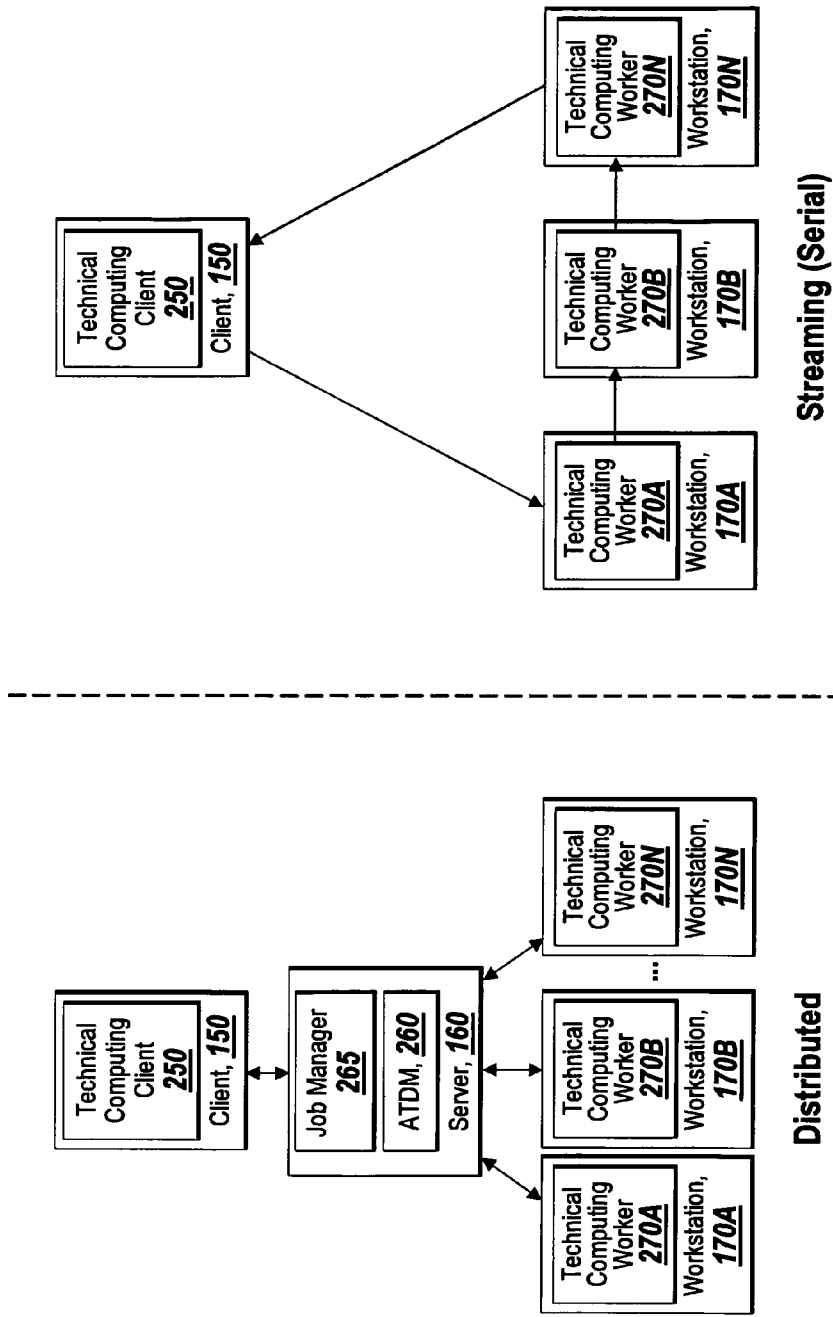 Technical
Computing
Client
250
Client, 150
Job Manager
265
ATDM, 260
Server, 160
Technical
Computing
Worker
270A
Workstation,
170A
Technical
Computing
Worker
270B
Workstation,
170B
...
Technical
Computing
Worker
270N
Workstation,
170N
Distributed
Technical
Computing
Client
250
Client, 150
Technical
Computing
Worker
270A
Workstation,
170A
Technical
Computing
Worker
270B
Workstation,
170B
Technical
Computing
Worker
270N
Workstation,
170N
Streaming (Serial)